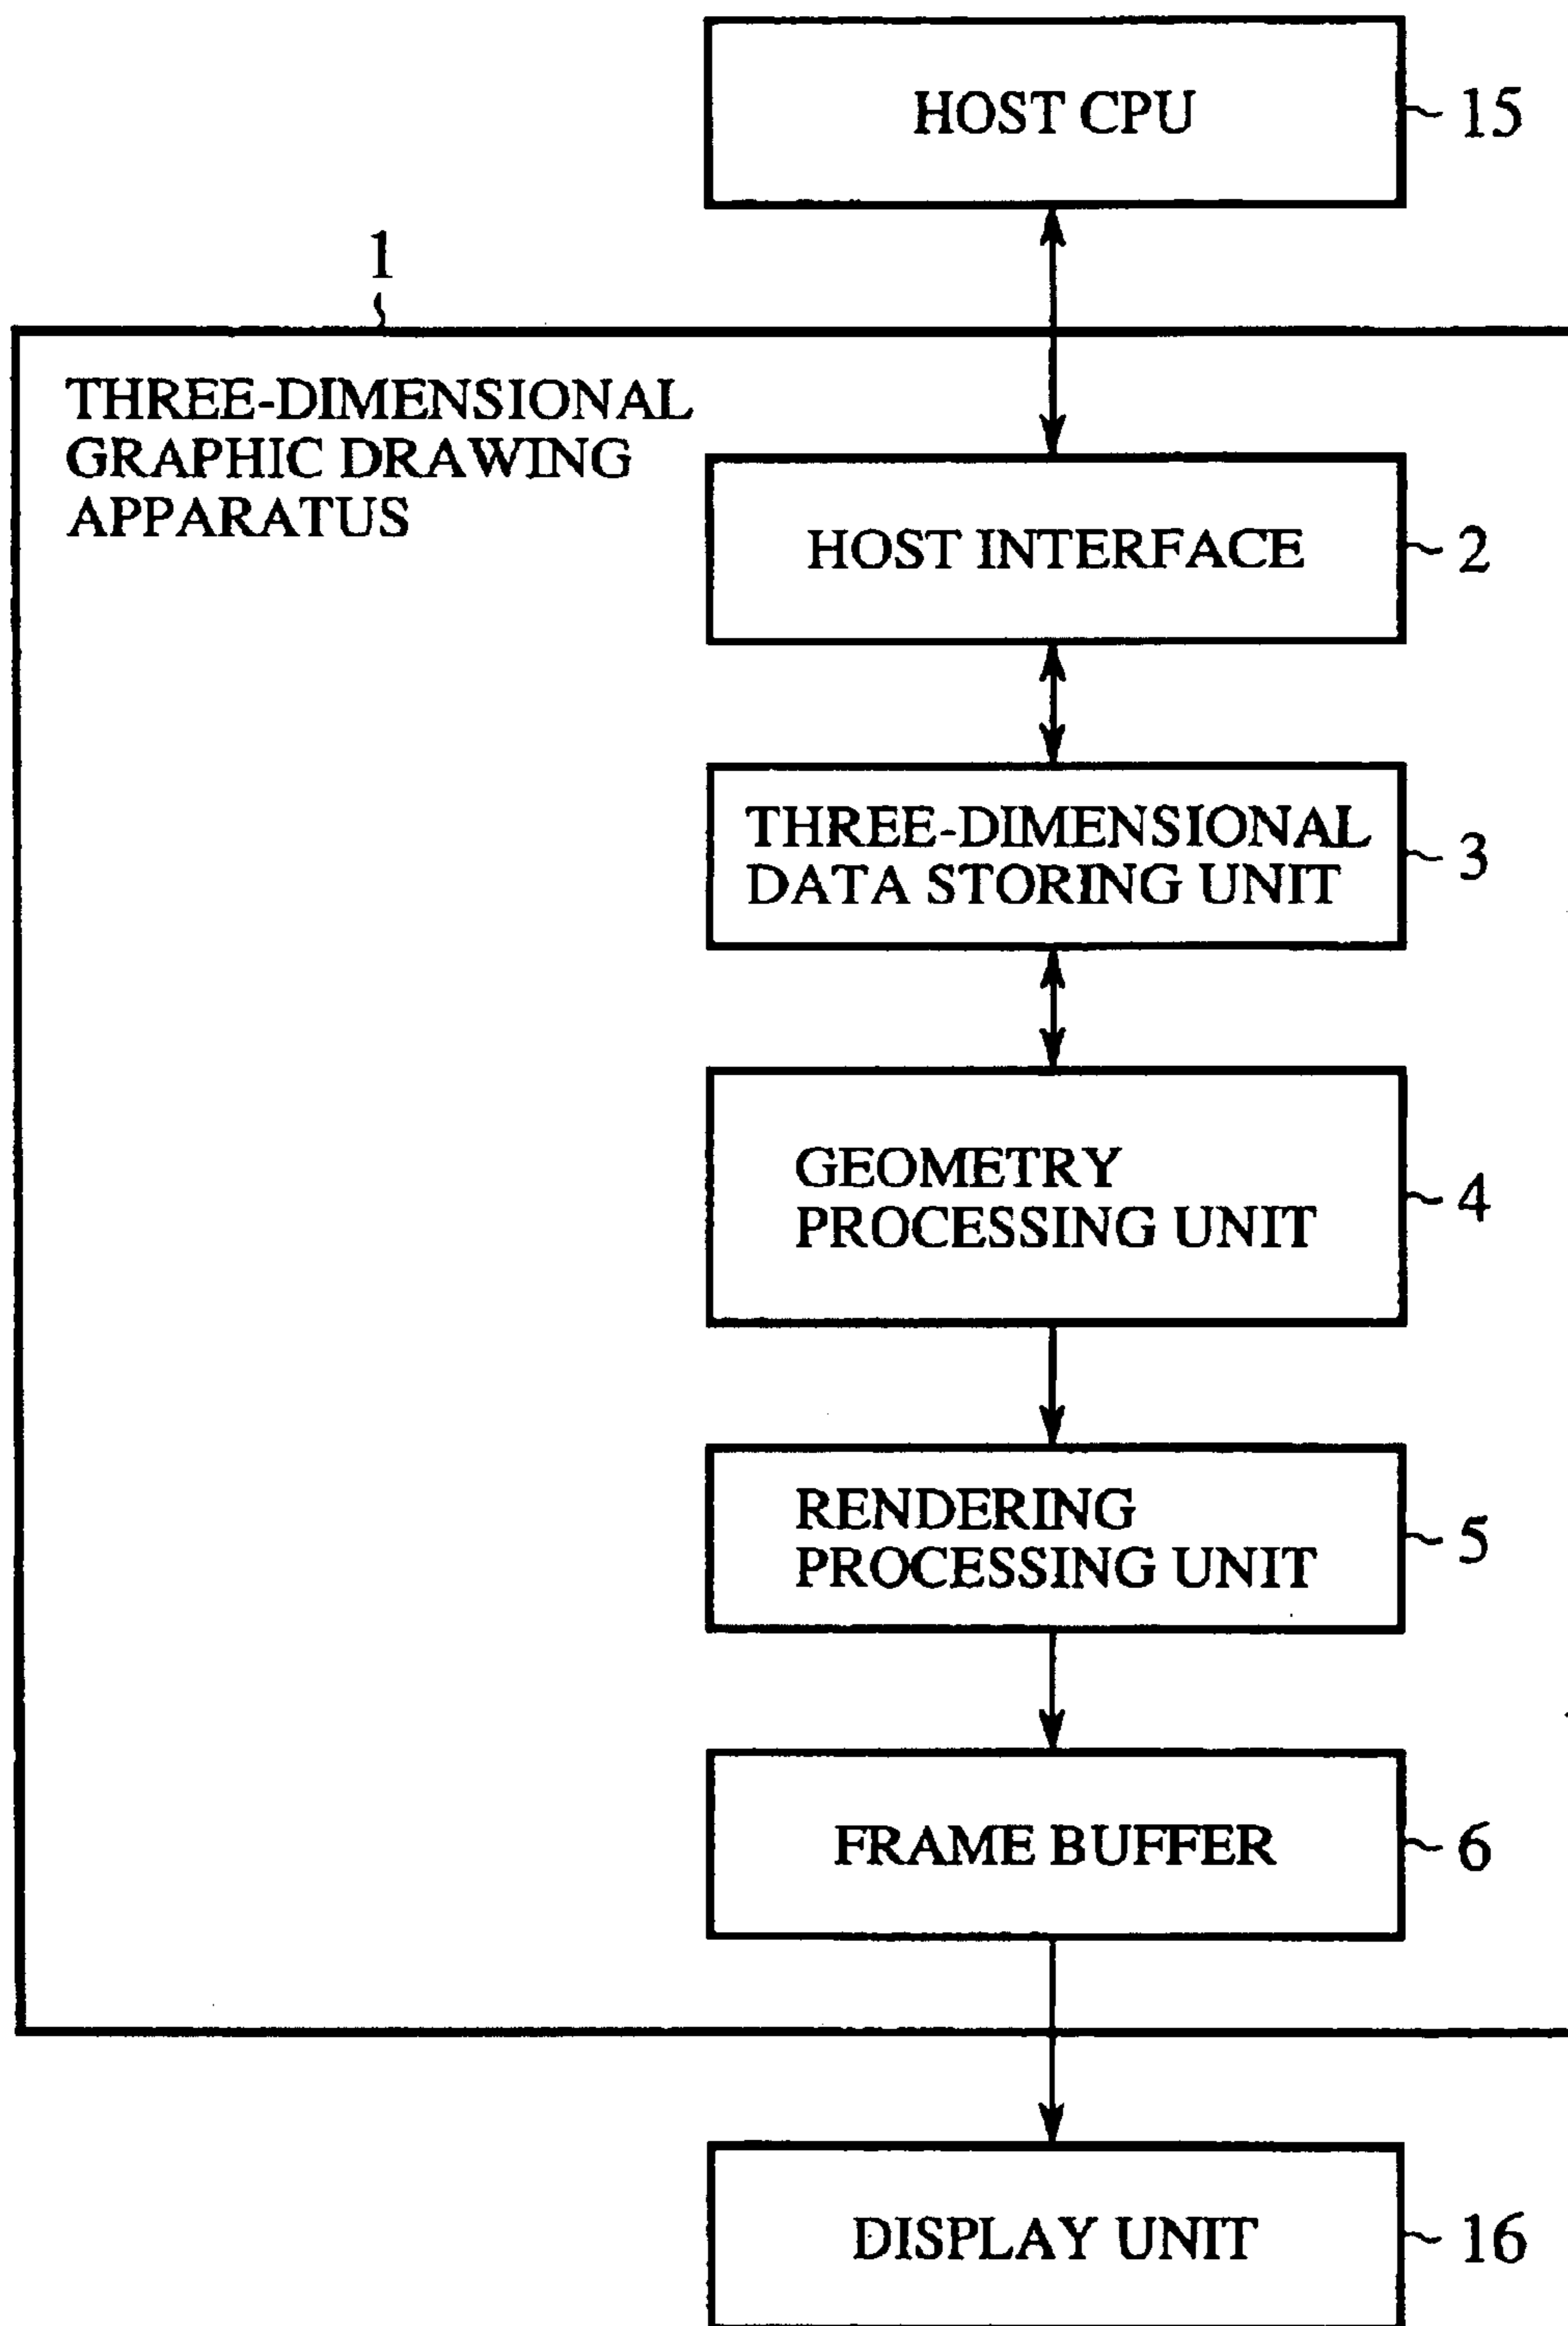 HOST CPU
15
1
THREE-DIMENSIONAL
GRAPHIC DRAWING
APPARATUS
HOST INTERFACE
2
THREE-DIMENSIONAL
DATA STORING UNIT
3
GEOMETRY
PROCESSING UNIT
4
RENDERING
PROCESSING UNIT
5
FRAME BUFFER
6
DISPLAY UNIT
16